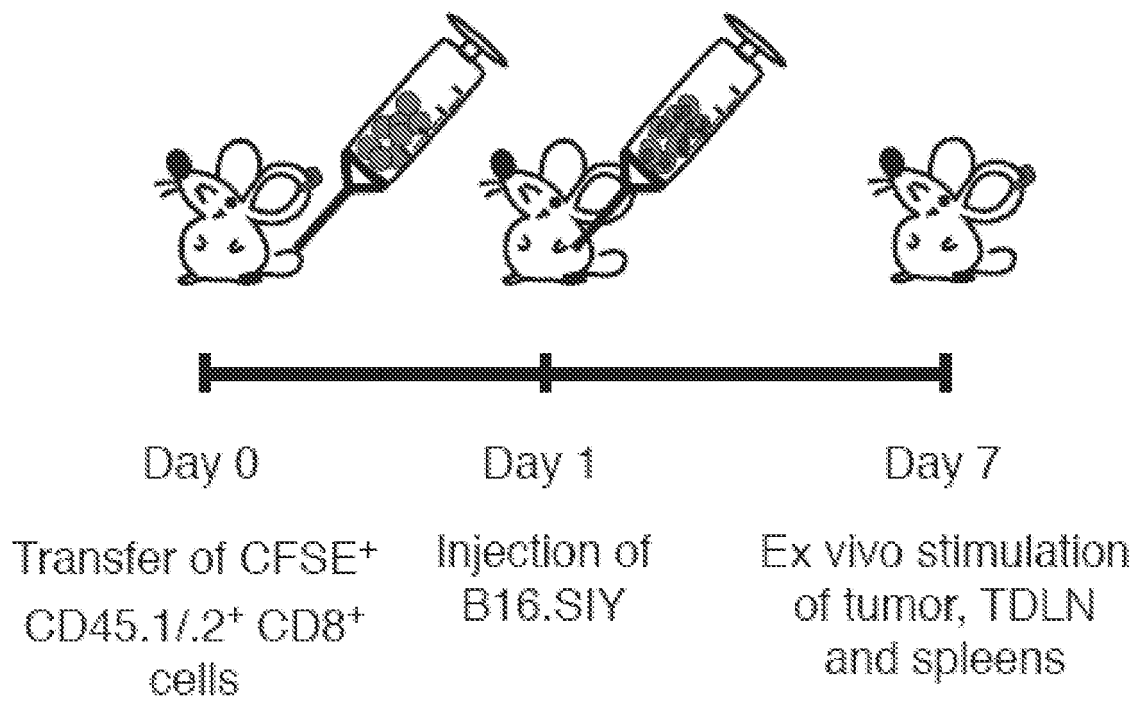 Day 0
Transfer of CFSE⁺
CD45.1/.2⁺ CD8⁺
cells
Day 1
Injection of
B16.SIY
Day 7
Ex vivo stimulation
of tumor, TDLN
and spleens